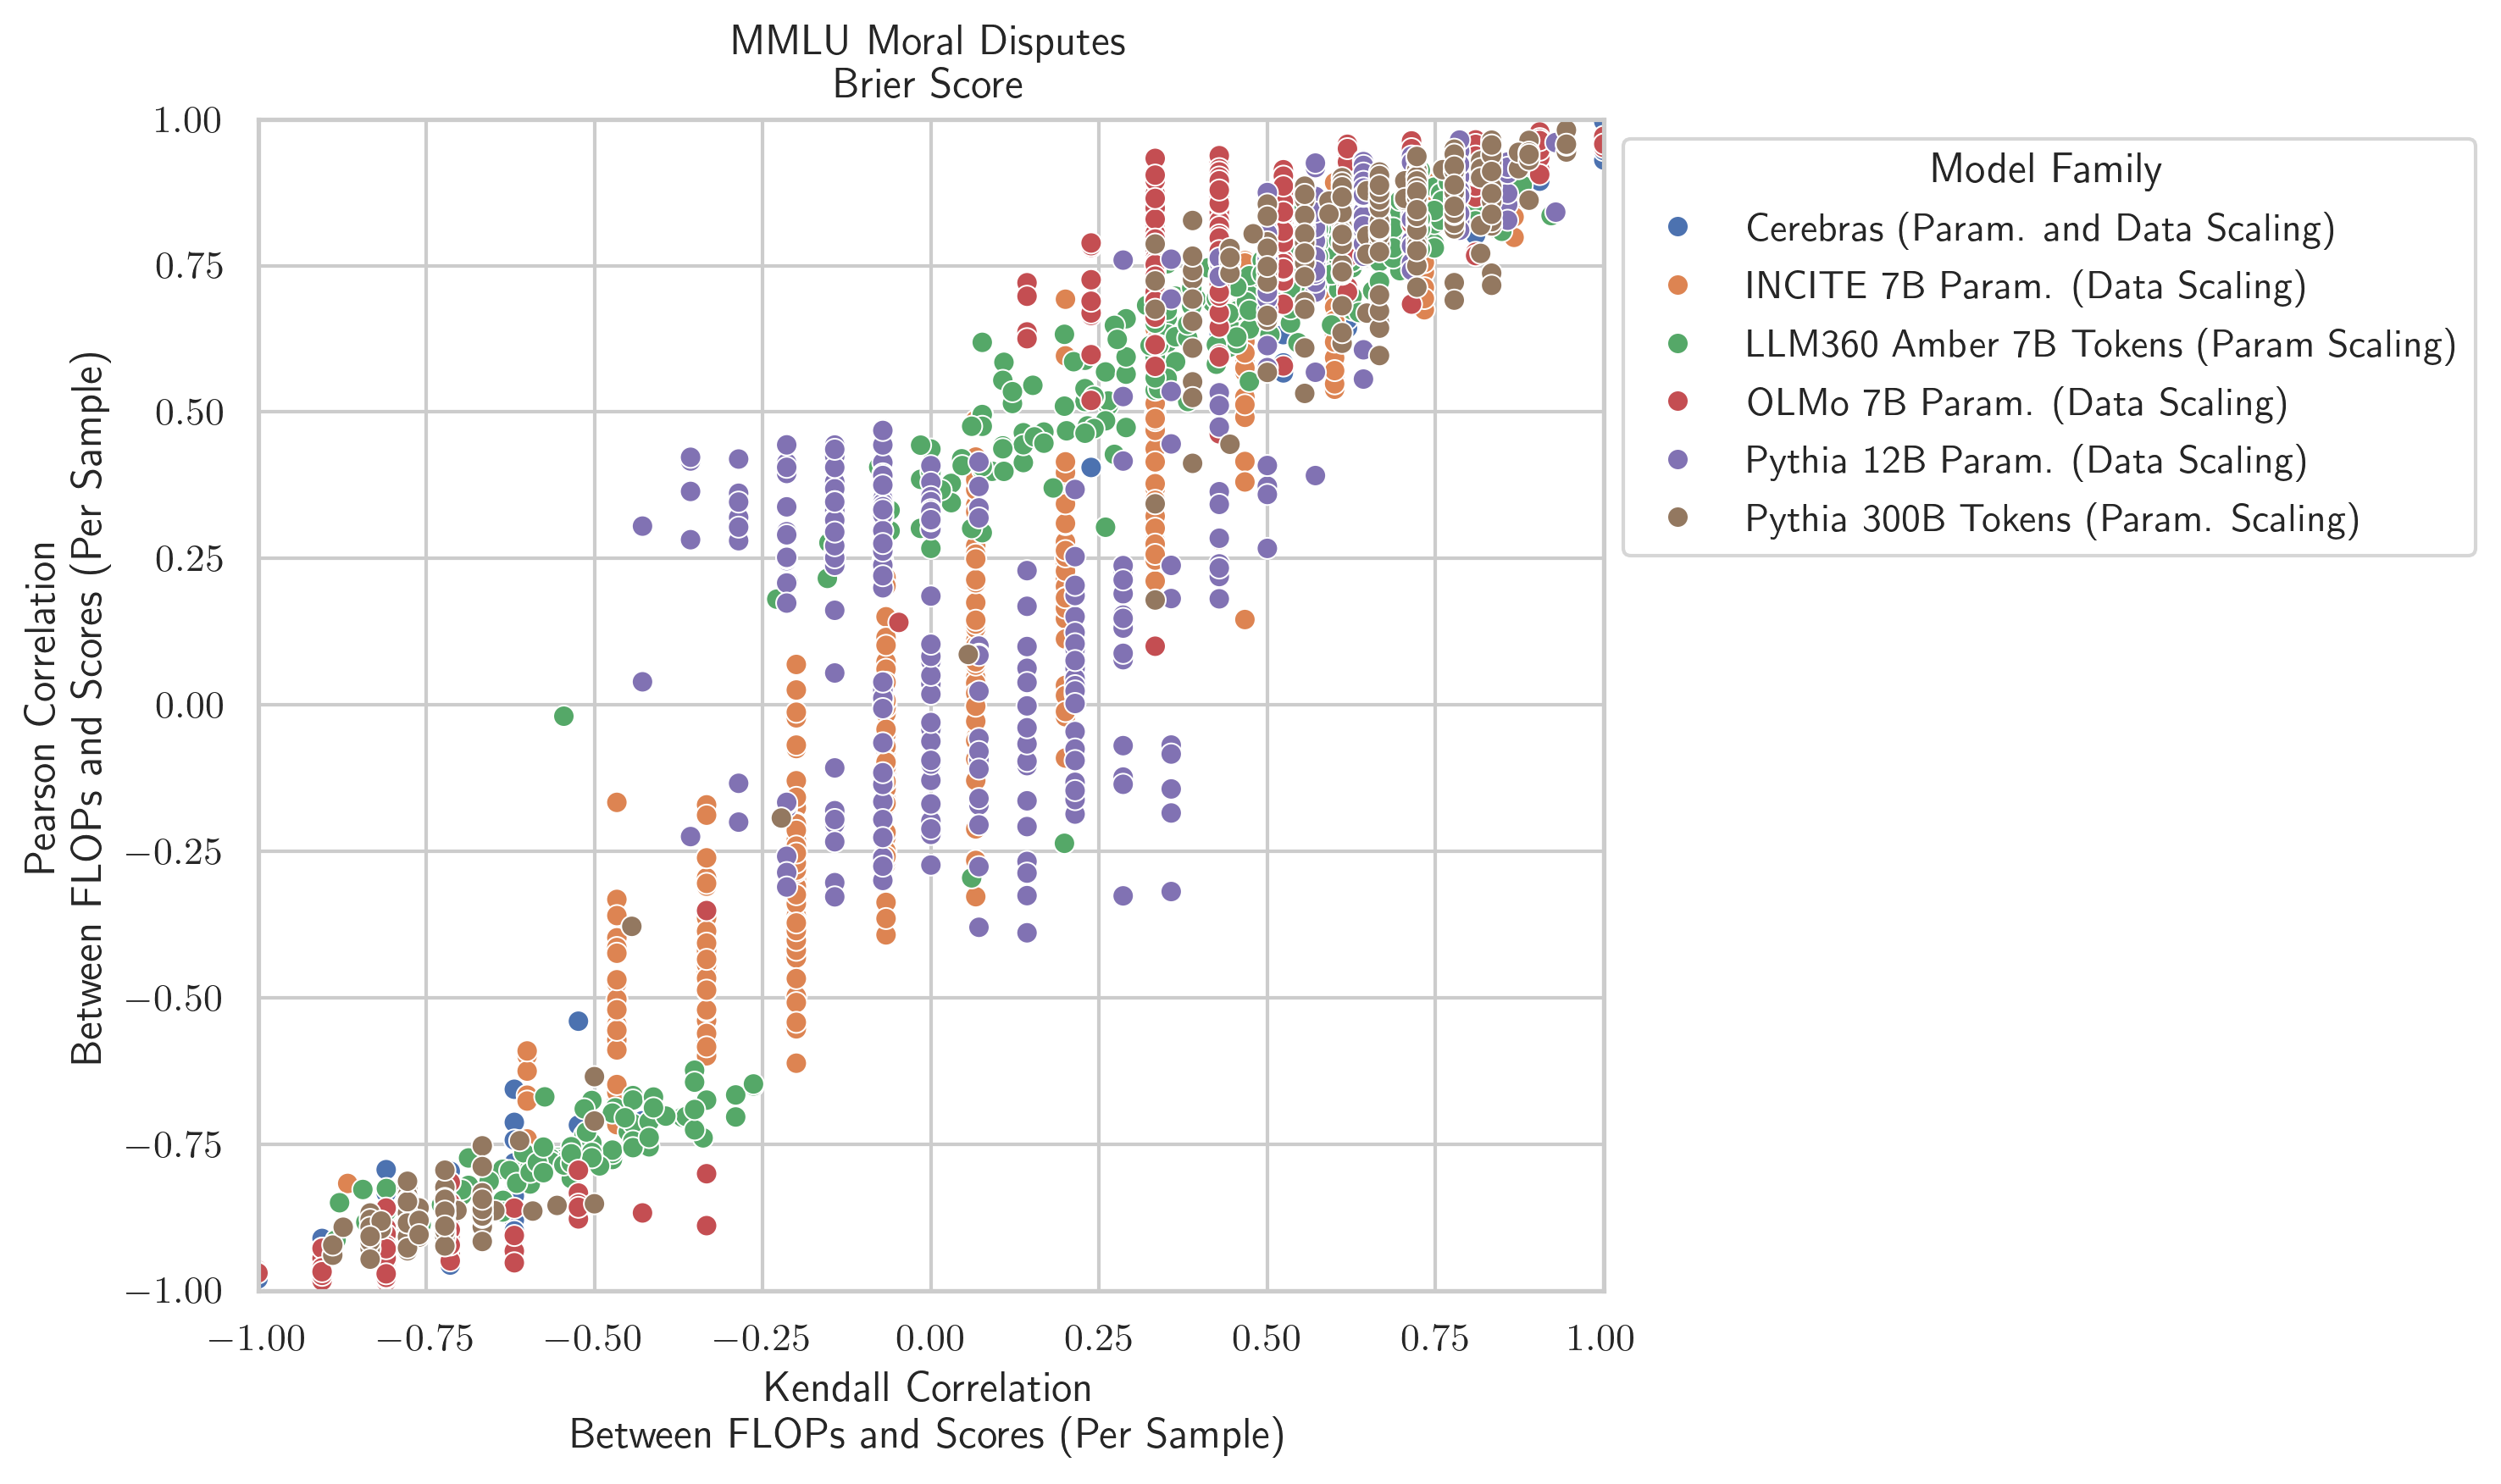 MMLU Moral Disputes
Brier Score
1.00
0.75
0.50
0.25
0.00
−0.25
−0.50
−0.75
−1.00
Pearson Correlation
Between FLOPs and Scores (Per Sample)
−1.00 −0.75 −0.50 −0.25 0.00 0.25 0.50 0.75 1.00
Kendall Correlation
Between FLOPs and Scores (Per Sample)
Model Family
Cerebras (Param. and Data Scaling)
INCITE 7B Param. (Data Scaling)
LLM360 Amber 7B Tokens (Param Scaling)
OLMo 7B Param. (Data Scaling)
Pythia 12B Param. (Data Scaling)
Pythia 300B Tokens (Param. Scaling)